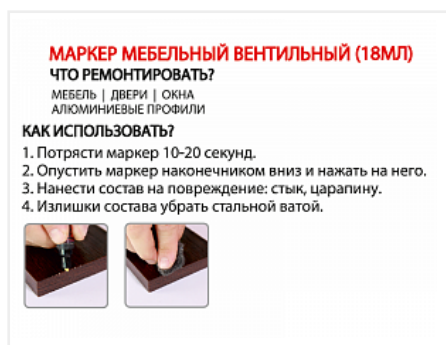 МАРКЕР МЕБЕЛЬНЫЙ ВЕНТИЛЬНЫЙ (18МЛ)
ЧТО РЕМОНТИРОВАТЬ?
МЕБЕЛЬ | ДВЕРИ | ОКНА
АЛЮМИНИЕВЫЕ ПРОФИЛИ
КАК ИСПОЛЬЗОВАТЬ?
1. Потрясти маркер 10-20 секунд.
2. Опустить маркер наконечником вниз и нажать на него.
3. Нанести состав на повреждение: стык, царапину.
4. Излишки состава убрать стальной ватой.